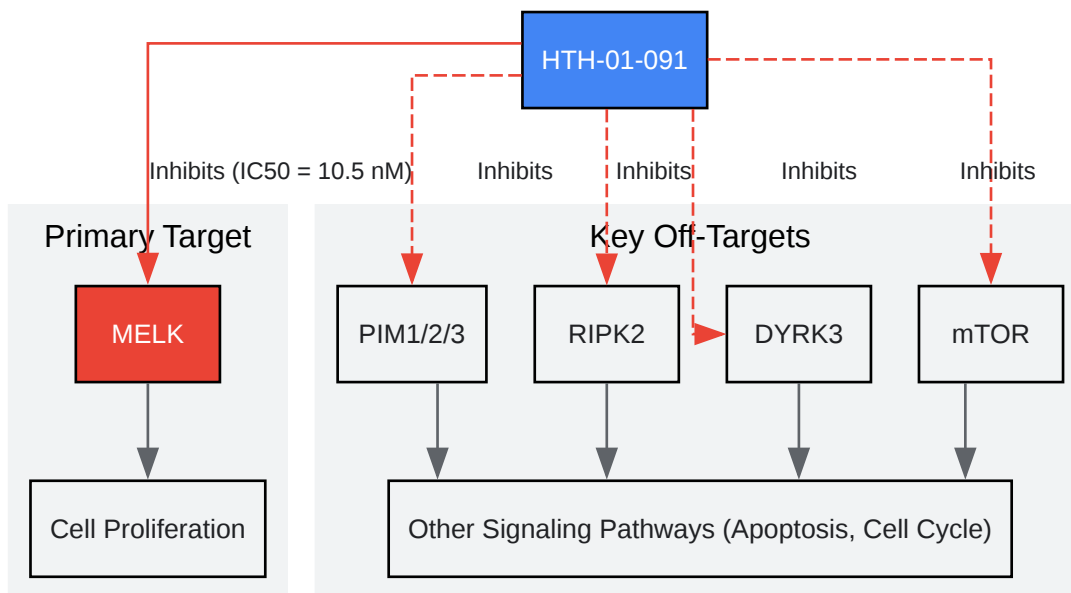 HTH-01-091
Inhibits (IC50 = 10.5 nM)
Inhibits
Inhibits
Inhibits
Inhibits
Primary Target
Key Off-Targets
MELK
PIM1/2/3
RIPK2
DYRK3
mTOR
Cell Proliferation
Other Signaling Pathways (Apoptosis, Cell Cycle)